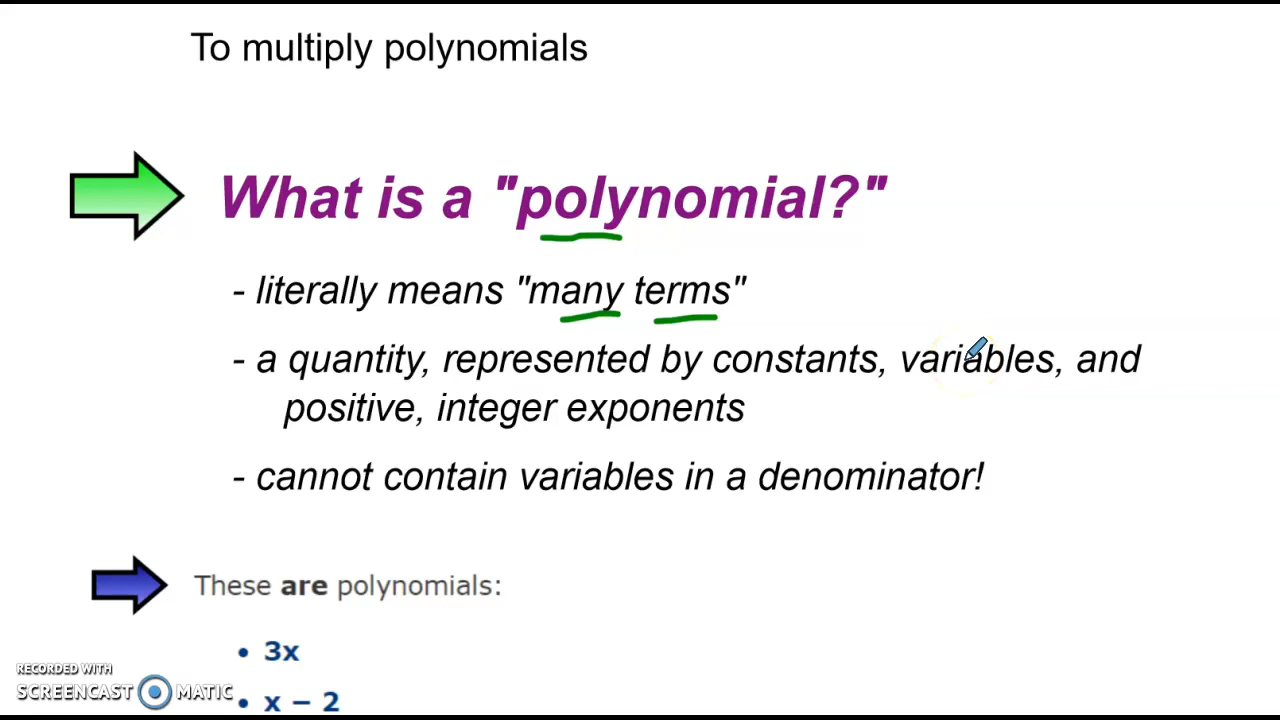 To multiply polynomials
What is a "polynomial?"
- literally means "many terms"
- a quantity, represented by constants, variables, and
positive, integer exponents
- cannot contain variables in a denominator!
These are polynomials:
• 3x
• x − 2
RECORDED WITH
SCREENCAST MATIC